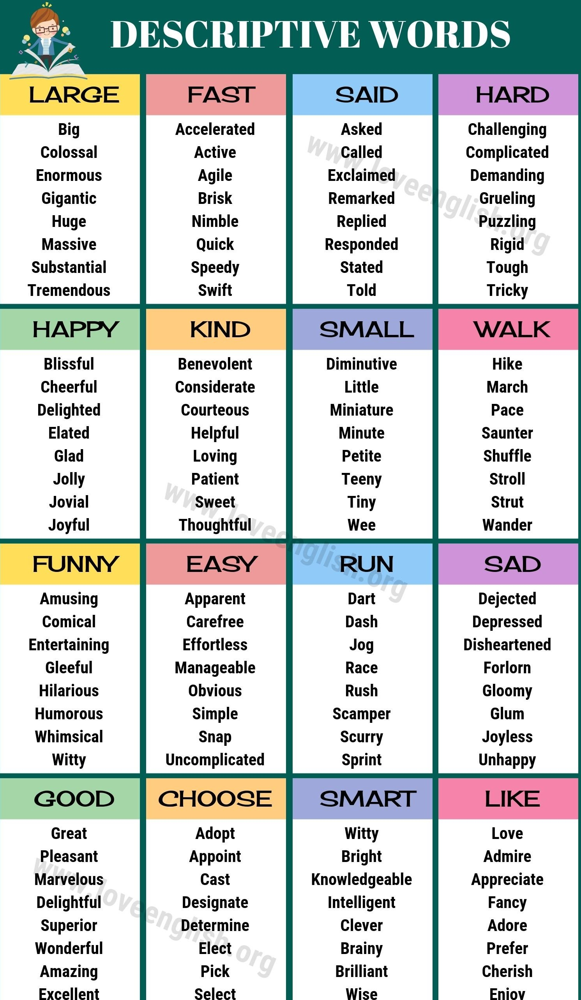 DESCRIPTIVE WORDS
LARGE
Big
Colossal
Enormous
Gigantic
Huge
Massive
Substantial
Tremendous
FAST
Accelerated
Active
Agile
Brisk
Nimble
Quick
Speedy
Swift
SAID
Asked
Called
Exclaimed
Remarked
Replied
Responded
Stated
Told
HARD
Challenging
Complicated
Demanding
Grueling
Puzzling
Rigid
Tough
Tricky
www.loveenglish.org
HAPPY
Blissful
Cheerful
Delighted
Elated
Glad
Jolly
Jovial
Joyful
KIND
Benevolent
Considerate
Courteous
Helpful
Loving
Patient
Sweet
Thoughtful
SMALL
Diminutive
Little
Miniature
Minute
Petite
Teeny
Tiny
Wee
WALK
Hike
March
Pace
Saunter
Shuffle
Stroll
Strut
Wander
www.loveenglish.org
FUNNY
Amusing
Comical
Entertaining
Gleeful
Hilarious
Humorous
Whimsical
Witty
EASY
Apparent
Carefree
Effortless
Manageable
Obvious
Simple
Snap
Uncomplicated
RUN
Dart
Dash
Jog
Race
Rush
Scamper
Scurry
Sprint
SAD
Dejected
Depressed
Disheartened
Forlorn
Gloomy
Glum
Joyless
Unhappy
GOOD
Great
Pleasant
Marvelous
Delightful
Superior
Wonderful
Amazing
Excellent
CHOOSE
Adopt
Appoint
Cast
Designate
Determine
Elect
Pick
Select
SMART
Witty
Bright
Knowledgeable
Intelligent
Clever
Brainy
Brilliant
Wise
LIKE
Love
Admire
Appreciate
Fancy
Adore
Prefer
Cherish
Enjoy
www.loveenglish.org